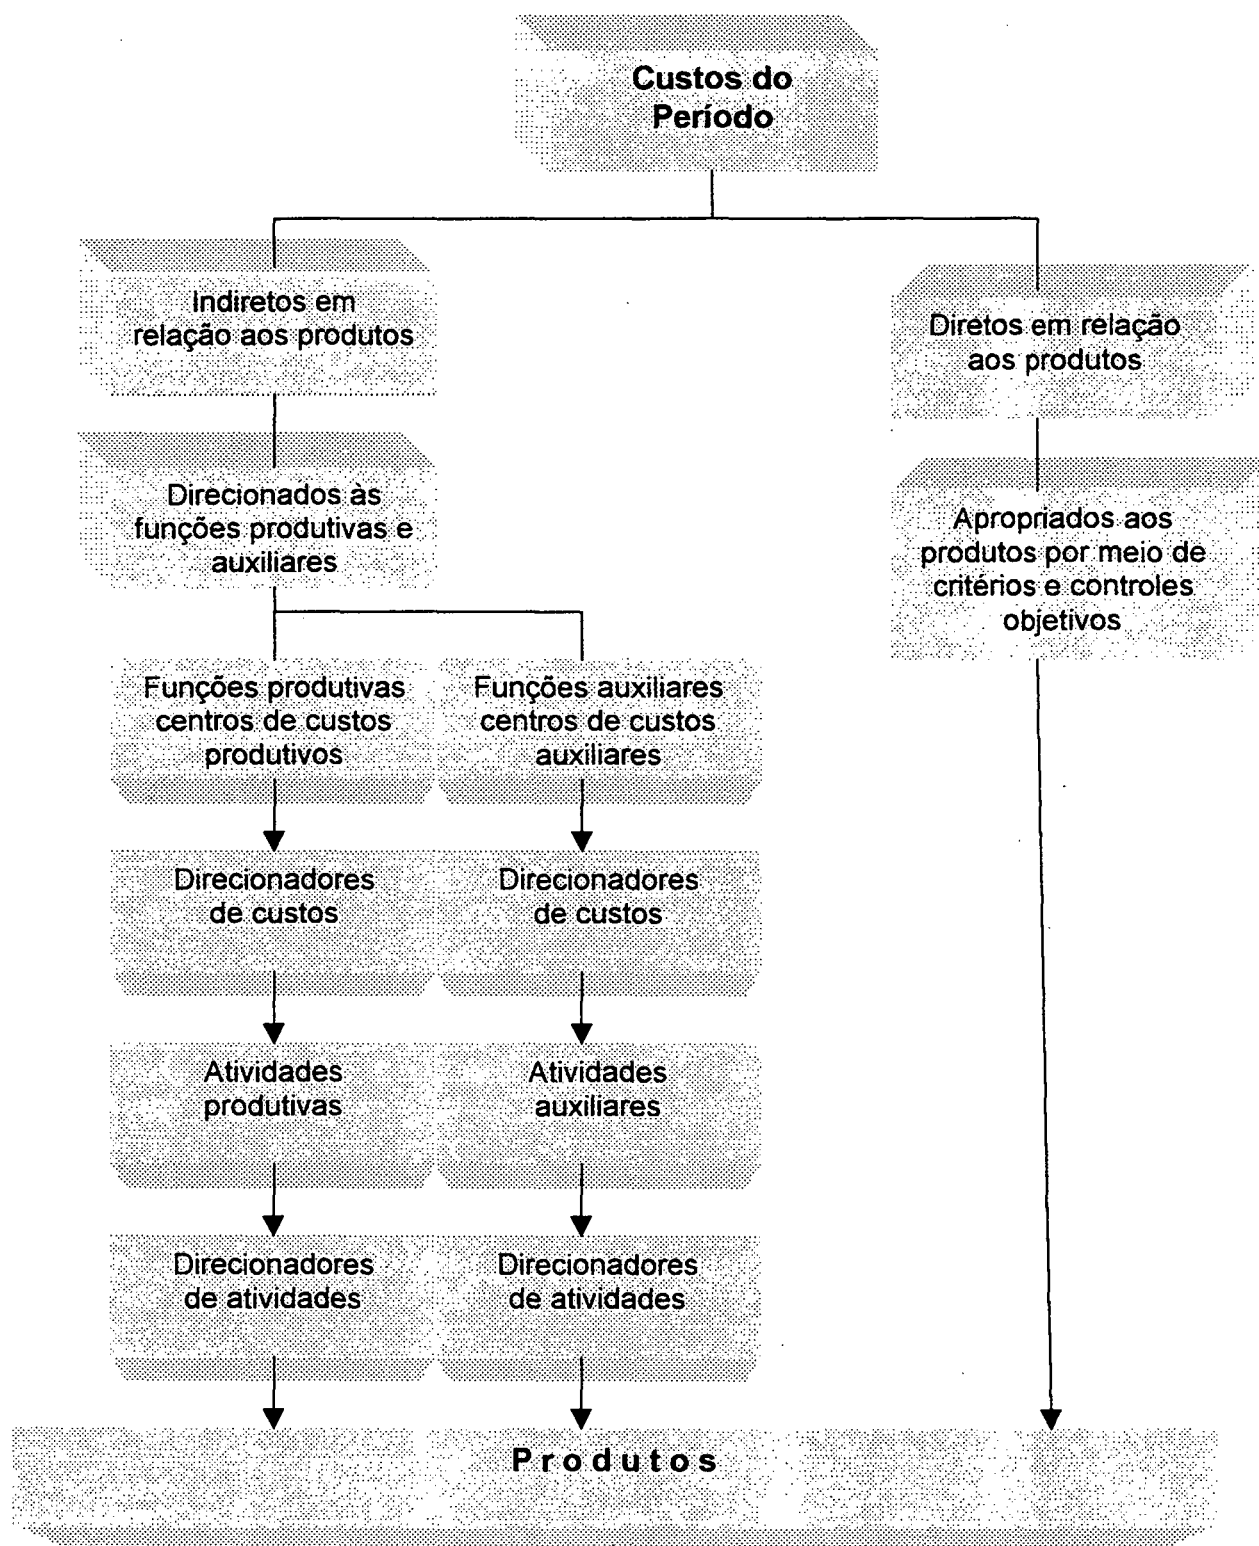 Custos do
Período
Indiretos em
relação aos produtos
Diretos em relação
aos produtos
Direcionados às
funções produtivas e
auxiliares
Apropriados aos
produtos por meio de
critérios e controles
objetivos
Funções produtivas
centros de custos
produtivos
Funções auxiliares
centros de custos
auxiliares
Direcionadores
de custos
Direcionadores
de custos
Atividades
produtivas
Atividades
auxiliares
Direcionadores
de atividades
Direcionadores
de atividades
Produtos